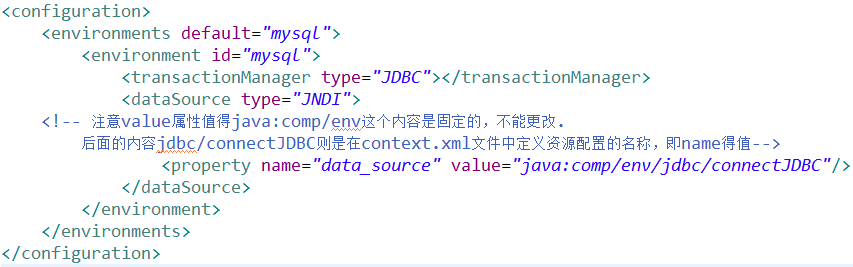 <configuration>
<environments default="mysql">
<environment id="mysql">
<transactionManager type="JDBC"></transactionManager>
<dataSource type="JNDI">
<!-- 注意value属性值得java:comp/env这个内容是固定的，不能更改.
后面的内容jdbc/connectJDBC则是在context.xml文件中定义资源配置的名称，即name得值-->
<property name="data_source" value="java:comp/env/jdbc/connectJDBC"/>
</dataSource>
</environment>
</environments>
</configuration>